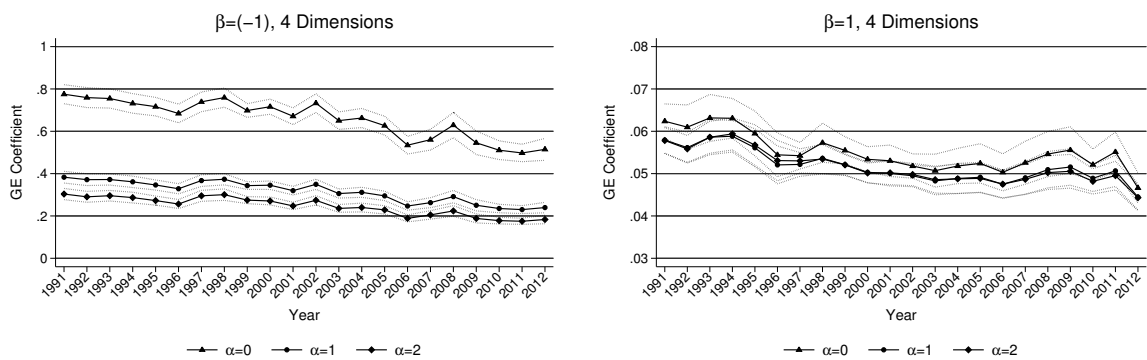 β=(−1), 4 Dimensions
GE Coefficient
1
.8
.6
.4
.2
0
1991 1992 1993 1994 1995 1996 1997 1998 1999 2000 2001 2002 2003 2004 2005 2006 2007 2008 2009 2010 2011 2012
Year
α=0 α=1 α=2
β=1, 4 Dimensions
GE Coefficient
.08
.07
.06
.05
.04
.03
1991 1992 1993 1994 1995 1996 1997 1998 1999 2000 2001 2002 2003 2004 2005 2006 2007 2008 2009 2010 2011 2012
Year
α=0 α=1 α=2